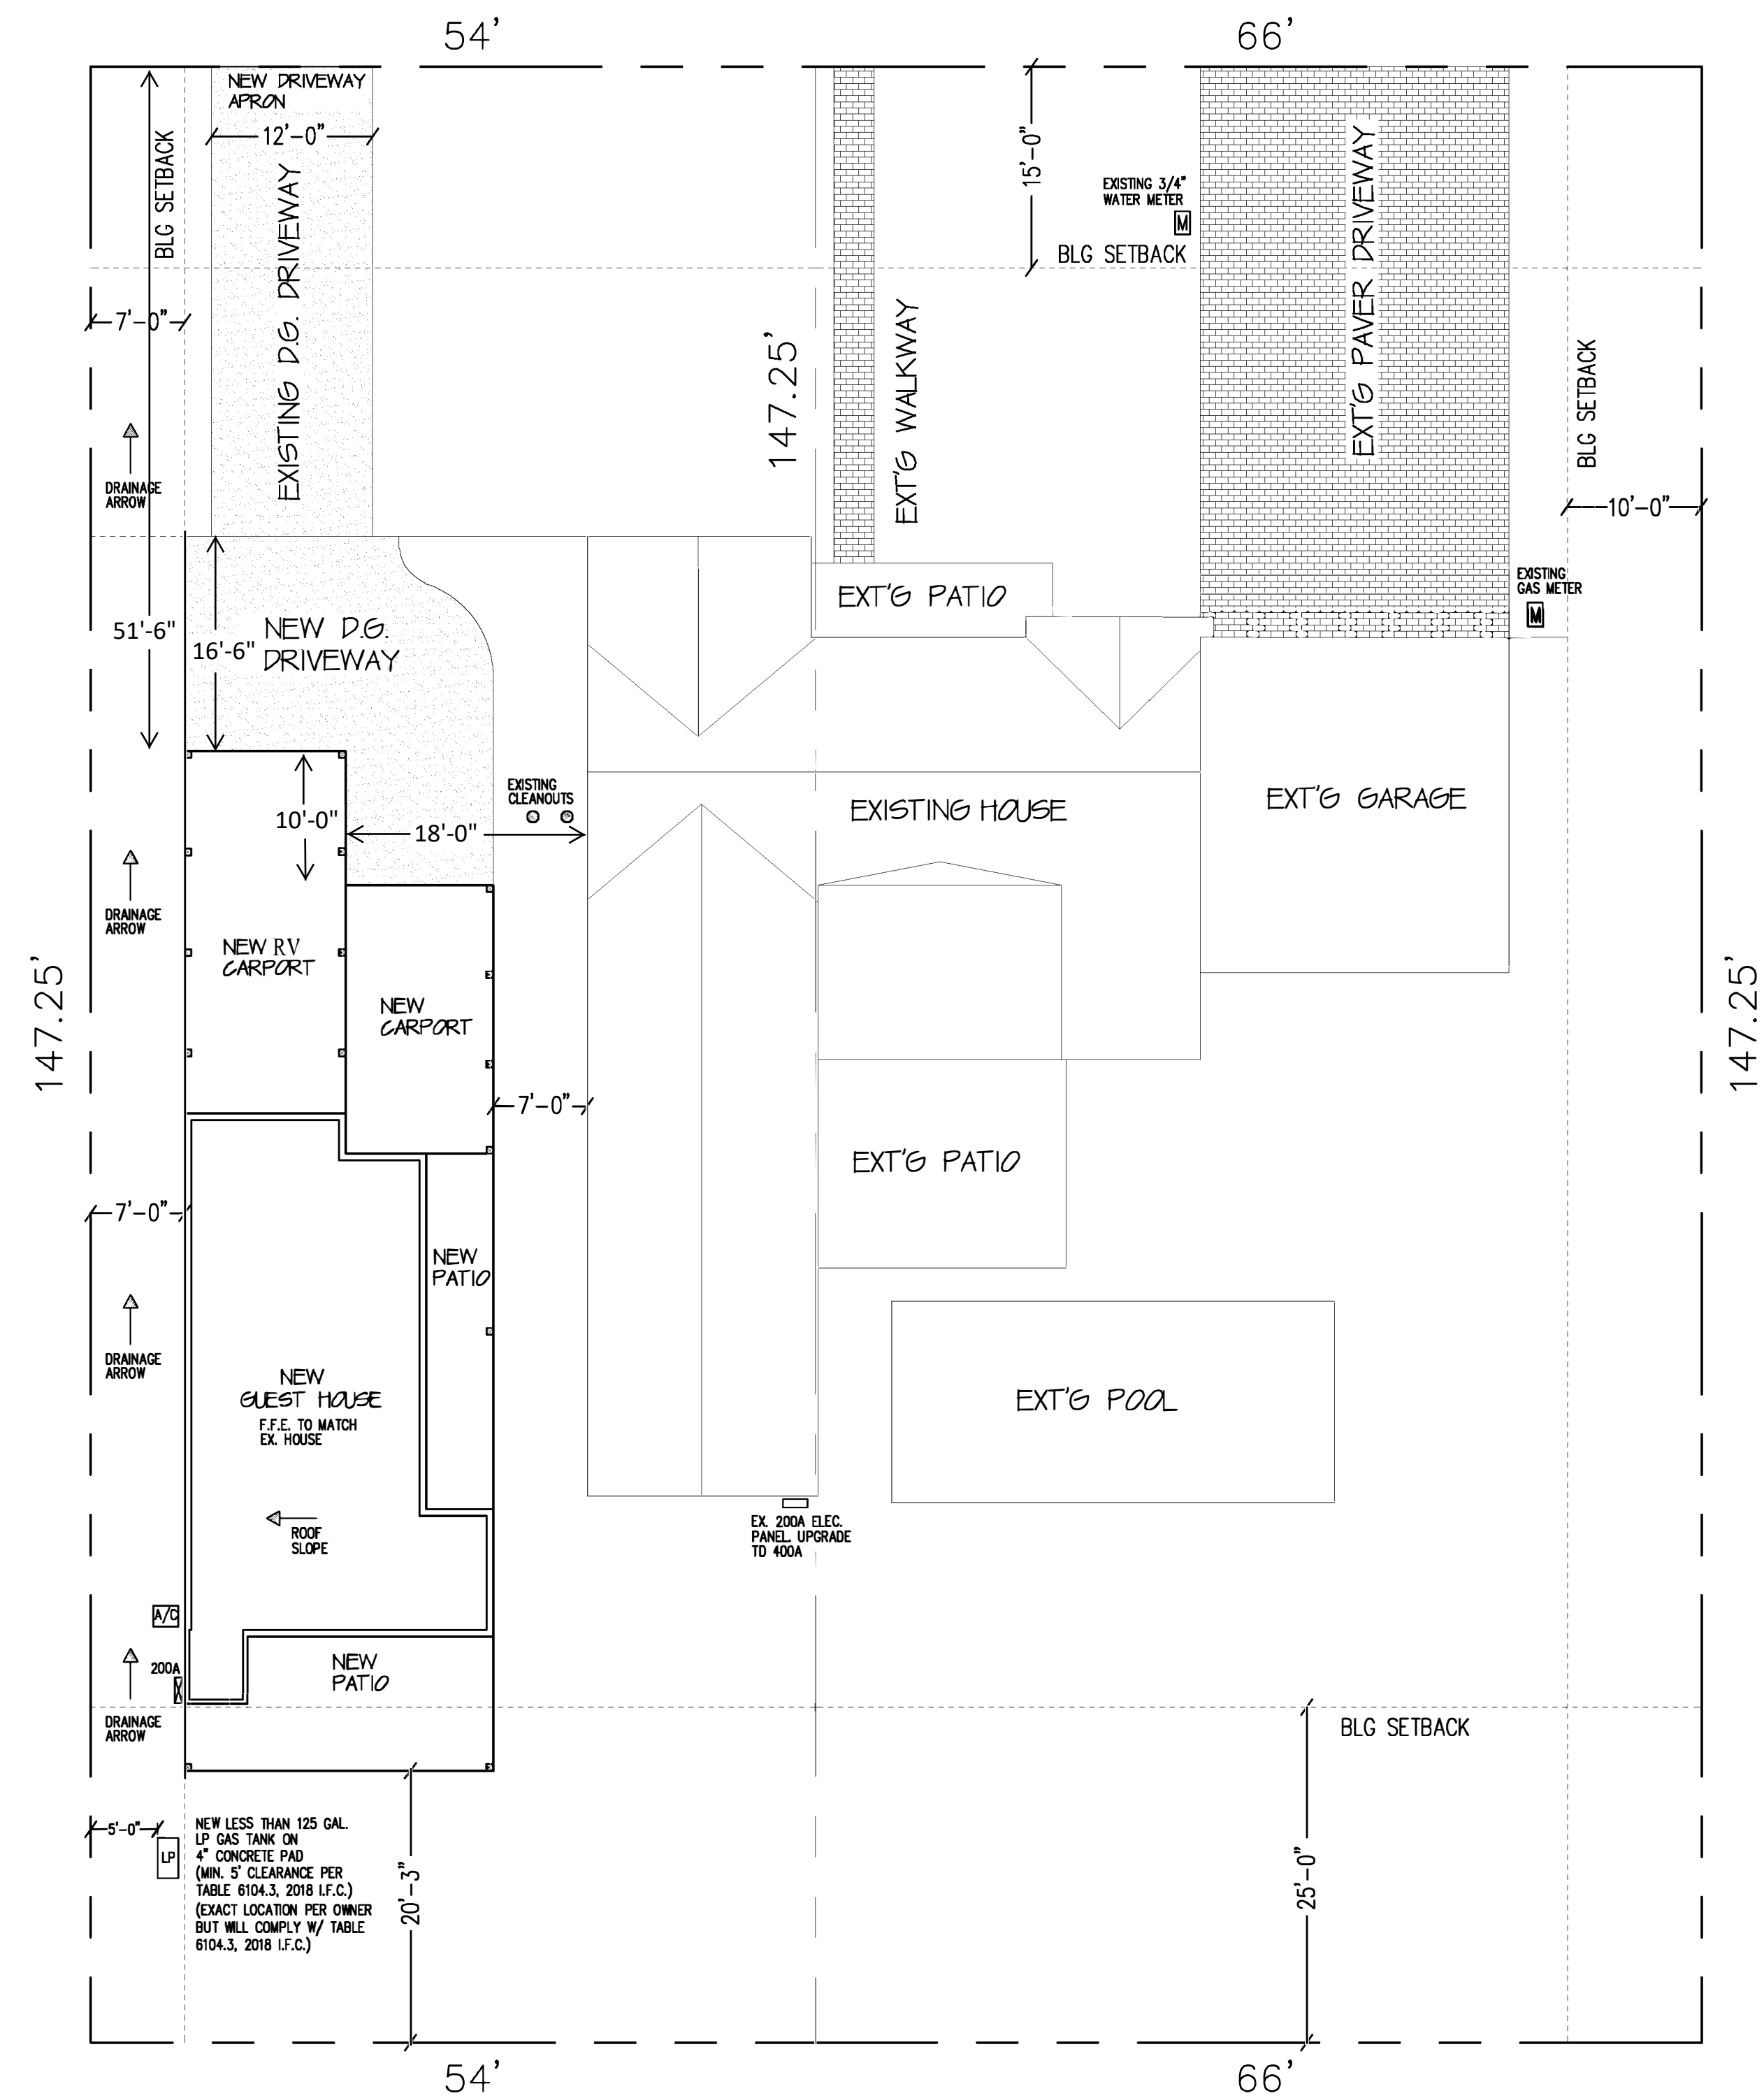 54'
66'
NEW DRIVEWAY
APRON
12'-0"
BLG SETBACK
EXISTING D.G. DRIVEWAY
15'-0"
EXISTING 3/4"
WATER METER
M
BLG SETBACK
EXT'G PAVER DRIVEWAY
7'-0"
147.25'
EXT'G WALKWAY
BLG SETBACK
10'-0"
DRAINAGE
ARROW
EXISTING
GAS METER
M
EXT'G PATIO
51'-6"
16'-6"
NEW D.G.
DRIVEWAY
EXISTING
CLEANOUTS
10'-0"
18'-0"
EXISTING HOUSE
EXT'G GARAGE
DRAINAGE
ARROW
NEW RV
CARPORT
NEW
CARPORT
147.25'
147.25'
7'-0"
EXT'G PATIO
7'-0"
NEW
PATIO
DRAINAGE
ARROW
NEW
GUEST HOUSE
F.F.E. TO MATCH
EX. HOUSE
EXT'G POOL
ROOF
SLOPE
EX. 200A ELEC.
PANEL. UPGRADE
TD 400A
A/C
200A
NEW
PATIO
DRAINAGE
ARROW
BLG SETBACK
5'-0"
LP
NEW LESS THAN 125 GAL.
LP GAS TANK ON
4" CONCRETE PAD
(MIN. 5' CLEARANCE PER
TABLE 6104.3, 2018 I.F.C.)
(EXACT LOCATION PER OWNER
BUT WILL COMPLY W/ TABLE
6104.3, 2018 I.F.C.)
20'-3"
25'-0"
54'
66'